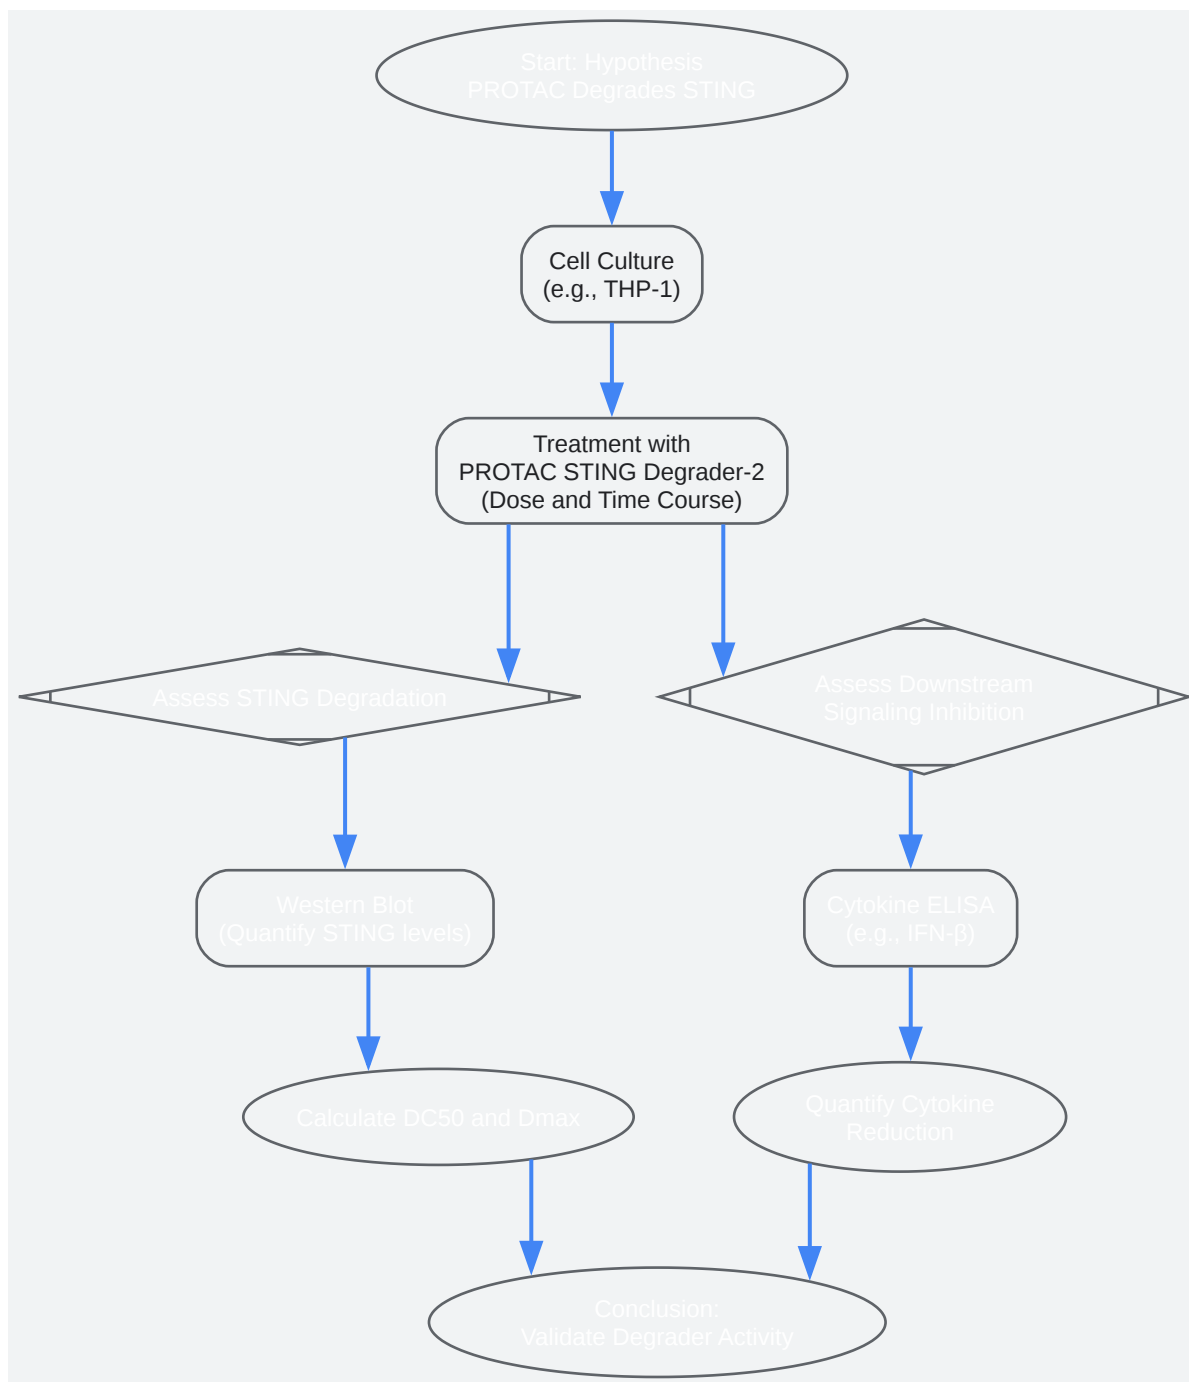 Start: Hypothesis
PROTAC Degrades STING
Cell Culture
(e.g., THP-1)
Treatment with
PROTAC STING Degrader-2
(Dose and Time Course)
Assess STING Degradation
Assess Downstream
Signaling Inhibition
Western Blot
(Quantify STING levels)
Cytokine ELISA
(e.g., IFN-β)
Calculate DC50 and Dmax
Quantify Cytokine
Reduction
Conclusion:
Validate Degrader Activity